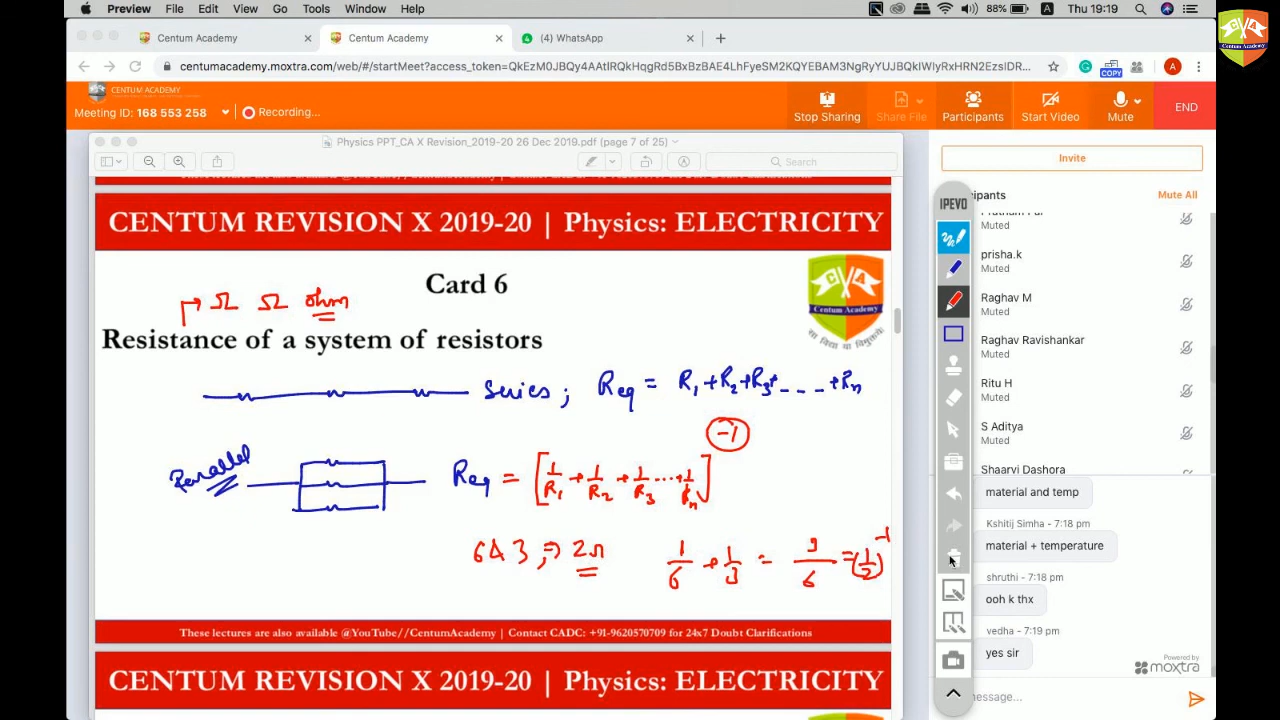 Preview File Edit View Go Tools Window Help 88% A Thu 19:19
Centum Academy Centum Academy (4) WhatsApp
centumacademy.moxtra.com/web/#/startMeet?access_token=
COPY A
CENTUM ACADEMY
Meeting ID: 168 553 258 Recording...
Stop Sharing Share File Participants Start Video Mute END
Physics PPT_CA X Revision_2019-20 26 Dec 2019.pdf (page 7 of 25)
Search
CENTUM REVISION X 2019-20 | Physics: ELECTRICITY
Card 6
Centum Academy
Ω Ω ohm
Resistance of a system of resistors
Series; Req = R1+R2+R3+----+Rn
Parallel Req = [1/R1 + 1/R2 + 1/R3 ... + 1/Rn]^-1
6 & 3, ⇒ 2Ω 1/6 + 1/3 = 3/6 = (1/2)^-1
These lectures are also available @YouTube//CentumAcademy | Contact CADC: +91-9620570709 for 24x7 Doubt Clarifications
CENTUM REVISION X 2019-20 | Physics: ELECTRICITY
Invite
Mute All
IPEVO
Muted
prisha.k
Muted
Raghav M
Muted
Raghav Ravishankar
Muted
Ritu H
Muted
S Aditya
Muted
Shaarvi Dashora
material and temp
Kshitij Simha - 7:18 pm
material + temperature
shruthi - 7:18 pm
ooh k thx
vedha - 7:19 pm
yes sir
Powered by
moxtra